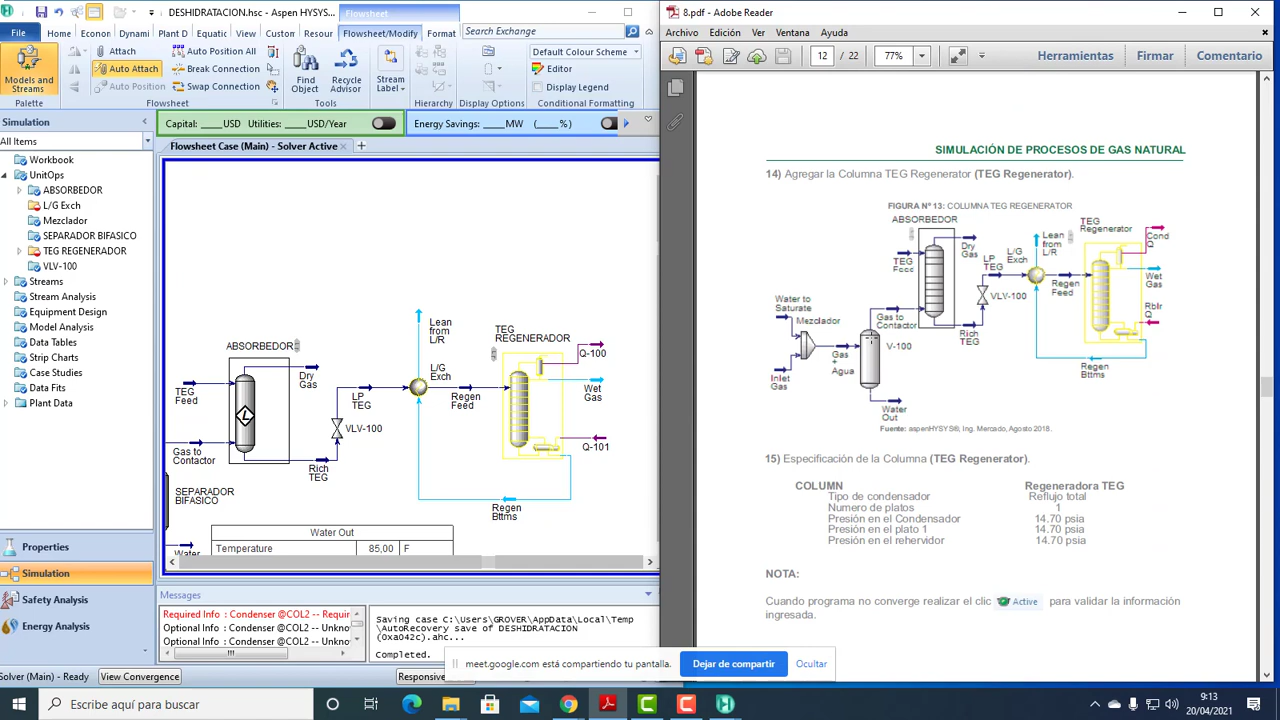 DESHIDRATACION.hsc - Aspen HYSYS...
Flowsheet
File Home Econo Dynami Plant D Equatic View Custom Resour Flowsheet/Modify Format
Search Exchange
Models and Streams
Palette
Attach
Auto Attach
Auto Position
Auto Position All
Break Connection
Swap Connection
Flowsheet
Find Object
Recycle Advisor
Tools
Stream Label
Hierarchy
Display Options
Default Colour Scheme
Editor
Display Legend
Conditional Formatting
Simulation
All Items
Workbook
UnitOps
ABSORBEDOR
L/G Exch
Mezclador
SEPARADOR BIFASICO
TEG REGENERADOR
VLV-100
Streams
Stream Analysis
Equipment Design
Model Analysis
Data Tables
Strip Charts
Case Studies
Data Fits
Plant Data
Properties
Simulation
Safety Analysis
Energy Analysis
Capital: ____USD Utilities: ____USD/Year
Energy Savings: ____MW (____%)
Flowsheet Case (Main) - Solver Active
ABSORBEDOR
TEG Feed
Gas to Contactor
Dry Gas
Rich TEG
LP TEG
VLV-100
Lean from L/R
L/G Exch
Regen Feed
TEG REGENERADOR
Q-100
Wet Gas
Q-101
Regen Bttms
SEPARADOR BIFASICO
Water
Water Out
Temperature 85,00 F
Messages
Required Info : Condenser @COL2 -- Requir
Optional Info : Condenser @COL2 -- Unkno
Optional Info : Condenser @COL2 -- Unkno
Saving case C:\Users\GROVER\AppData\Local\Temp
\AutoRecovery save of DESHIDRATACION
(0xa042c).ahc...
Completed.
Solver (Main) - Ready
View Convergence
Responsive
meet.google.com está compartiendo tu pantalla.
Dejar de compartir
Ocultar
8.pdf - Adobe Reader
Archivo Edición Ver Ventana Ayuda
12 / 22 77%
Herramientas Firmar Comentario
SIMULACIÓN DE PROCESOS DE GAS NATURAL
14) Agregar la Columna TEG Regenerator (TEG Regenerator).
FIGURA Nº 13: COLUMNA TEG REGENERATOR
ABSORBEDOR
TEG Feed
Dry Gas
LP TEG
L/G Exch
Lean from L/R
TEG Regenerator
Cond Q
Wet Gas
Rblr Q
Regen Feed
VLV-100
Rich TEG
Regen Bttms
Water to Saturate
Mezclador
Inlet Gas
Gas + Agua
Gas to Contactor
V-100
Water Out
Fuente: aspenHYSYS®, Ing. Mercado, Agosto 2018.
15) Especificación de la Columna (TEG Regenerator).
COLUMN Regeneradora TEG
Tipo de condensador Reflujo total
Numero de platos 1
Presión en el Condensador 14.70 psia
Presión en el plato 1 14.70 psia
Presión en el rehervidor 14.70 psia
NOTA:
Cuando programa no converge realizar el clic Active para validar la información
ingresada.
Escribe aquí para buscar
9:13
20/04/2021